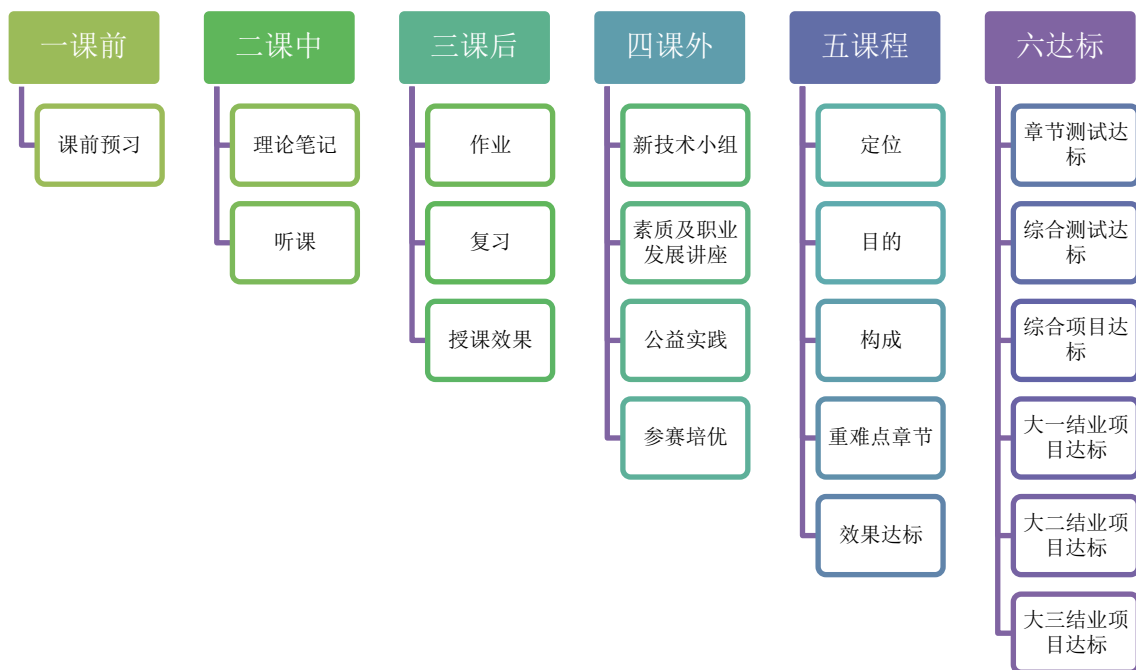 一课前
课前预习
二课中
理论笔记
听课
三课后
作业
复习
授课效果
四课外
新技术小组
素质及职业
发展讲座
公益实践
参赛培优
五课程
定位
目的
构成
重难点章节
效果达标
六达标
章节测试达
标
综合测试达
标
综合项目达
标
大一结业项
目达标
大二结业项
目达标
大三结业项
目达标